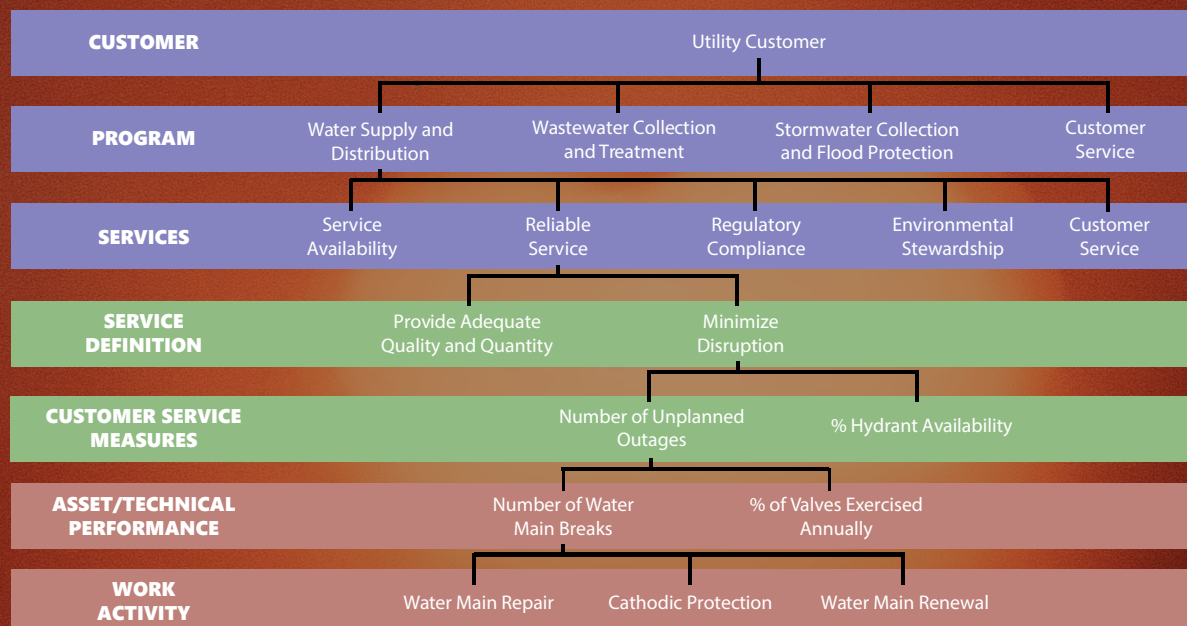 CUSTOMER
Utility Customer
PROGRAM
Water Supply and
Distribution
Wastewater Collection
and Treatment
Stormwater Collection
and Flood Protection
Customer
Service
SERVICES
Service
Availability
Reliable
Service
Regulatory
Compliance
Environmental
Stewardship
Customer
Service
SERVICE
DEFINITION
Provide Adequate
Quality and Quantity
Minimize
Disruption
CUSTOMER SERVICE
MEASURES
Number of Unplanned
Outages
% Hydrant Availability
ASSET/TECHNICAL
PERFORMANCE
Number of Water
Main Breaks
% of Valves Exercised
Annually
WORK
ACTIVITY
Water Main Repair
Cathodic Protection
Water Main Renewal